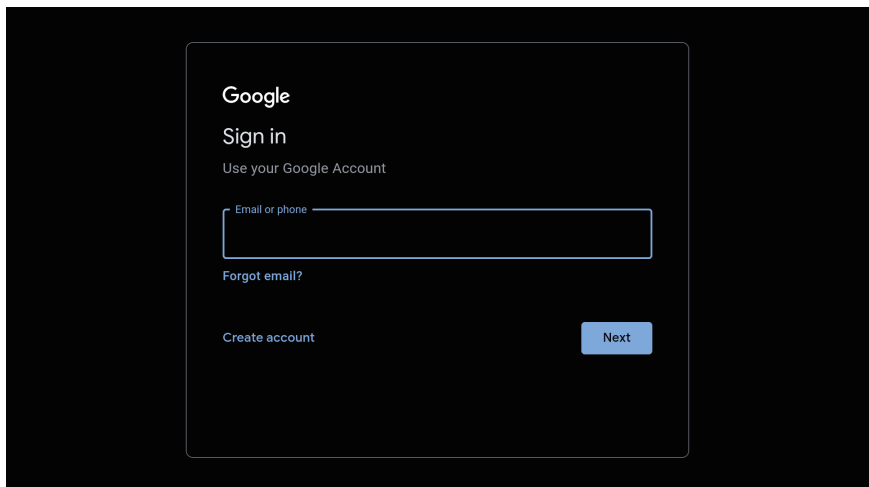 Google
Sign in
Use your Google Account
Email or phone
Forgot email?
Create account
Next